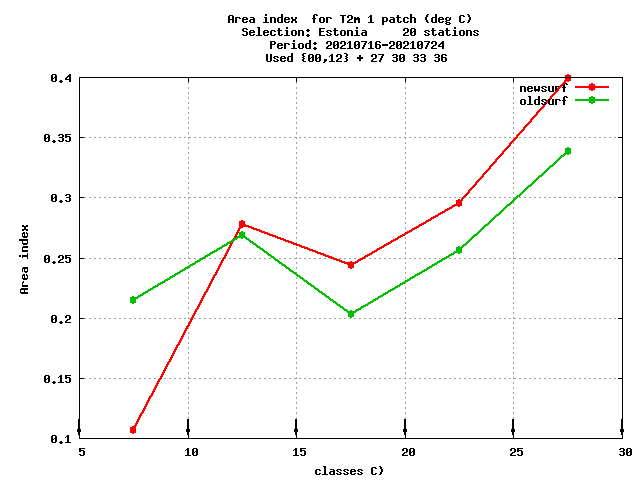 Area index  for T2m 1 patch (deg C)
Selection: Estonia     20 stations
Period: 20210716-20210724
Used {00,12} + 27 30 33 36
0.4
newsurf
oldsurf
0.35
0.3
Area index
0.25
0.2
0.15
0.1
5 10 15 20 25 30
classes C)